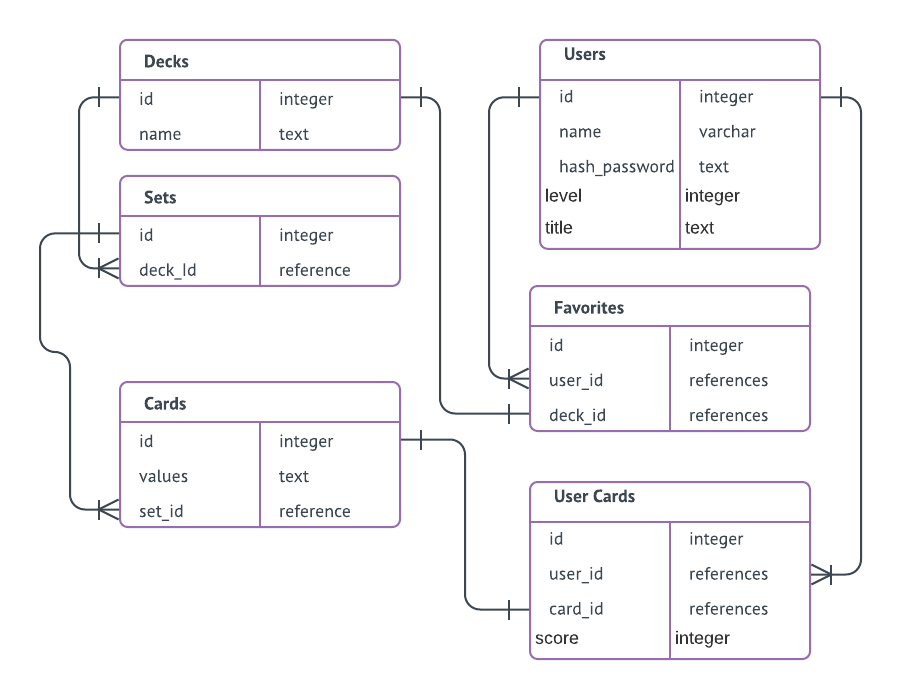 Decks
id integer
name text
Sets
id integer
deck_Id reference
Cards
id integer
values text
set_id reference
Users
id integer
name varchar
hash_password text
level integer
title text
Favorites
id integer
user_id references
deck_id references
User Cards
id integer
user_id references
card_id references
score integer